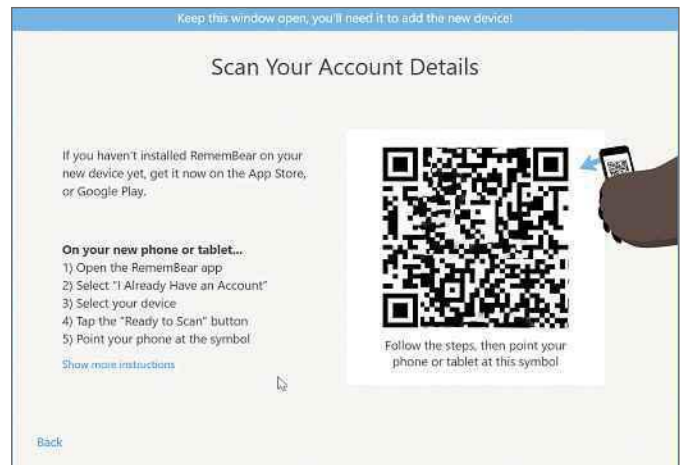 Keep this window open, you'll need it to add the new device!
Scan Your Account Details
If you haven't installed RememBear on your
new device yet, get it now on the App Store,
or Google Play.
On your new phone or tablet...
1) Open the RememBear app
2) Select "I Already Have an Account"
3) Select your device
4) Tap the "Ready to Scan" button
5) Point your phone at the symbol
Show more instructions
Follow the steps, then point your
phone or tablet at this symbol
Back